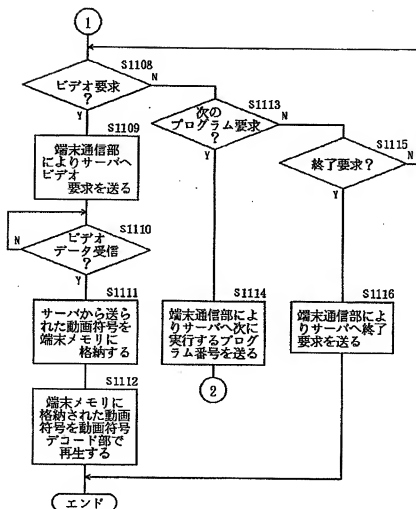 1
S1108
ビデオ要求
?
N
Y
S1109
端末通信部
によりサーバへ
ビデオ
要求を送る
S1110
ビデオ
データ受信
?
N
Y
S1111
サーバから送ら
れた動画符号を
端末メモリに
格納する
S1112
端末メモリに
格納された動画
符号を動画符号
デコード部で
再生する
エンド
S1113
次の
プログラム要求
?
N
Y
S1114
端末通信部によ
りサーバへ次に
実行するプログ
ラム番号を送る
2
S1115
終了要求?
N
Y
S1116
端末通信部によ
りサーバへ終了
要求を送る